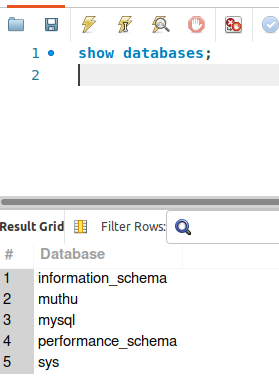 1 show databases;
2
Result Grid Filter Rows:
# Database
1 information_schema
2 muthu
3 mysql
4 performance_schema
5 sys